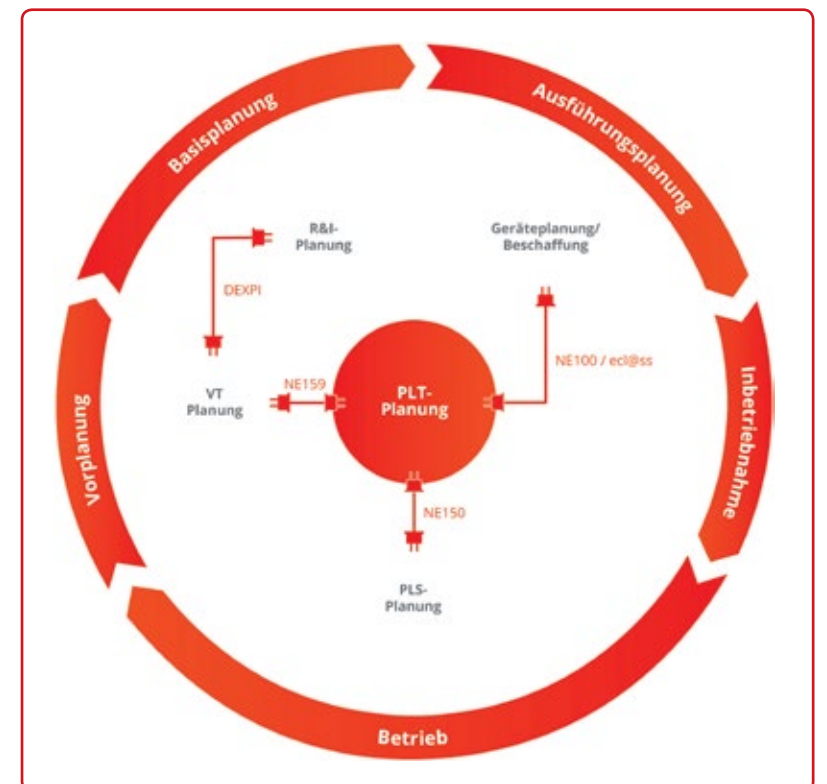 Basisplanung
Ausführungsplanung
R&I-
Planung
Geräteplanung/
Beschaffung
DEXPI
NE100 / ecl@ss
VT
Planung
NE159
PLT-
Planung
Vorplanung
Inbetriebnahme
NE150
PLS-
Planung
Betrieb